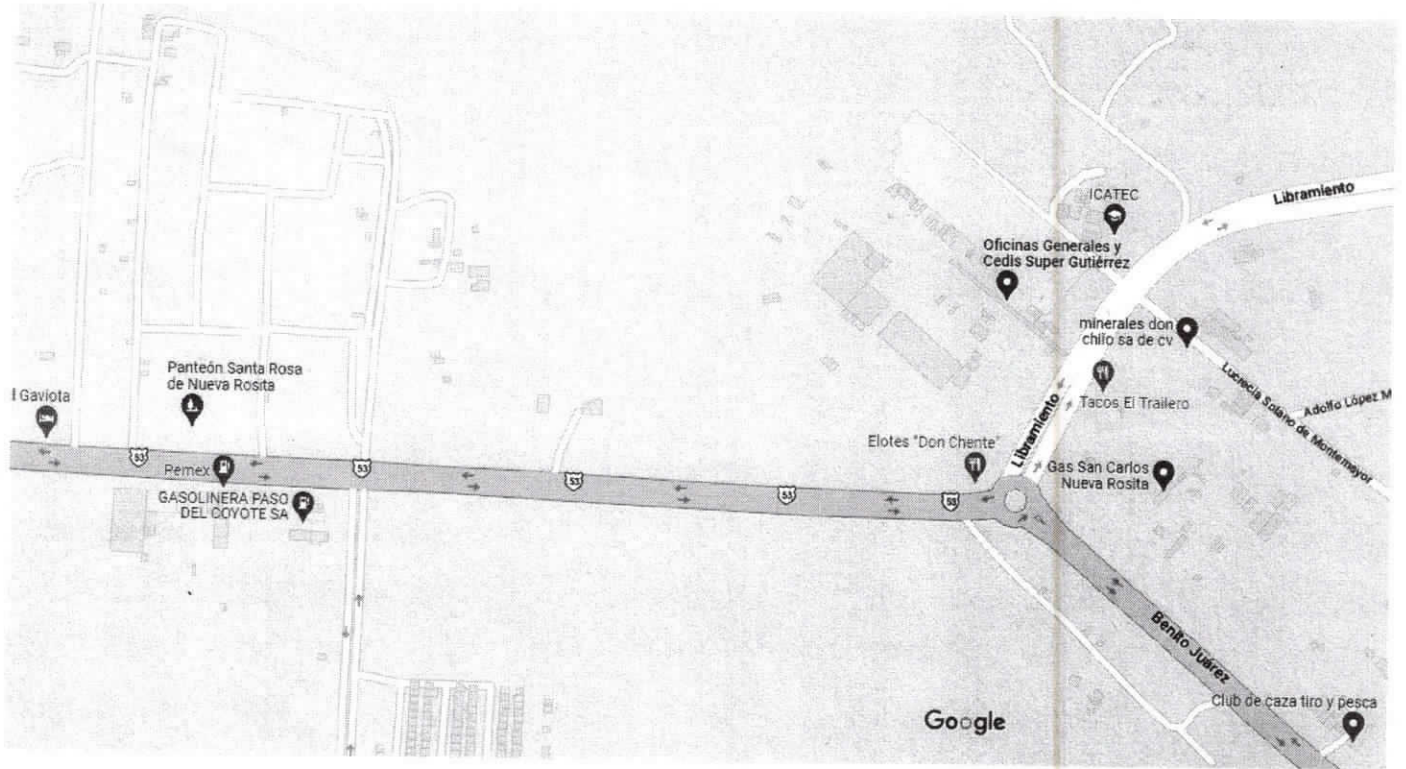 ICATEC
Libramiento
Oficinas Generales y
Cedis Super Gutiérrez
minerales don
chilo sa de cv
Panteón Santa Rosa
de Nueva Rosita
l Gaviota
Tacos El Trailero
Lucrecia Solano de Montemayor
Adolfo López M
Libramiento
Elotes "Don Chente"
Gas San Carlos
Nueva Rosita
53
Pemex
53
53
53
53
GASOLINERA PASO
DEL COYOTE SA
Benito Juárez
Club de caza tiro y pesca
Google